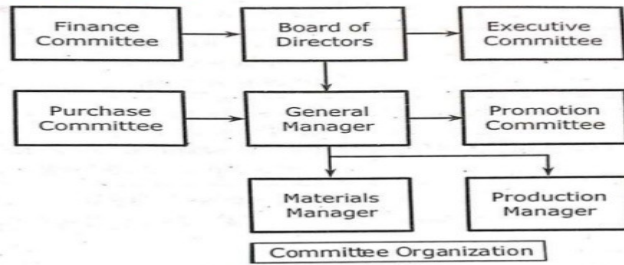 Finance
Committee
Board of
Directors
Executive
Committee
Purchase
Committee
General
Manager
Promotion
Committee
Materials
Manager
Production
Manager
Committee Organization